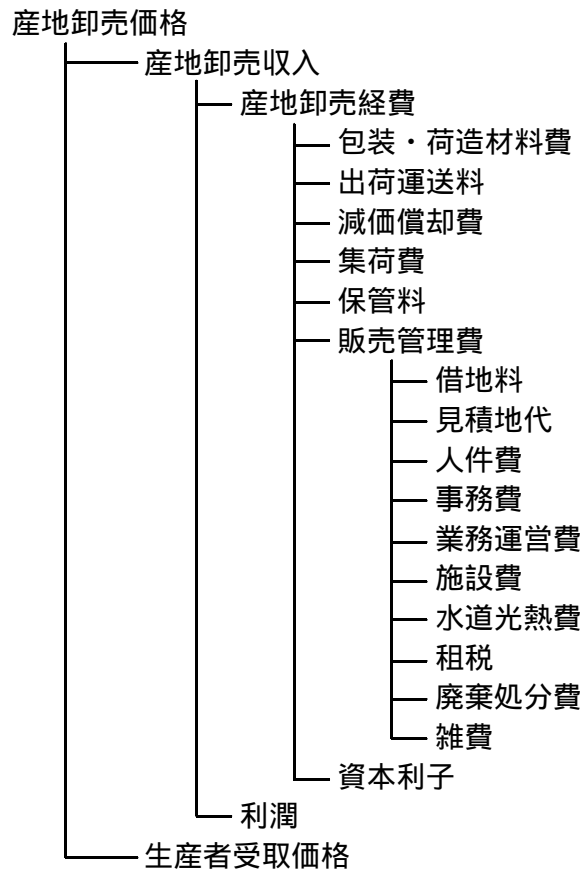 産地卸売価格
産地卸売収入
産地卸売経費
包装・荷造材料費
出荷運送料
減価償却費
集荷費
保管料
販売管理費
借地料
見積地代
人件費
事務費
業務運営費
施設費
水道光熱費
租税
廃棄処分費
雑費
資本利子
利潤
生産者受取価格